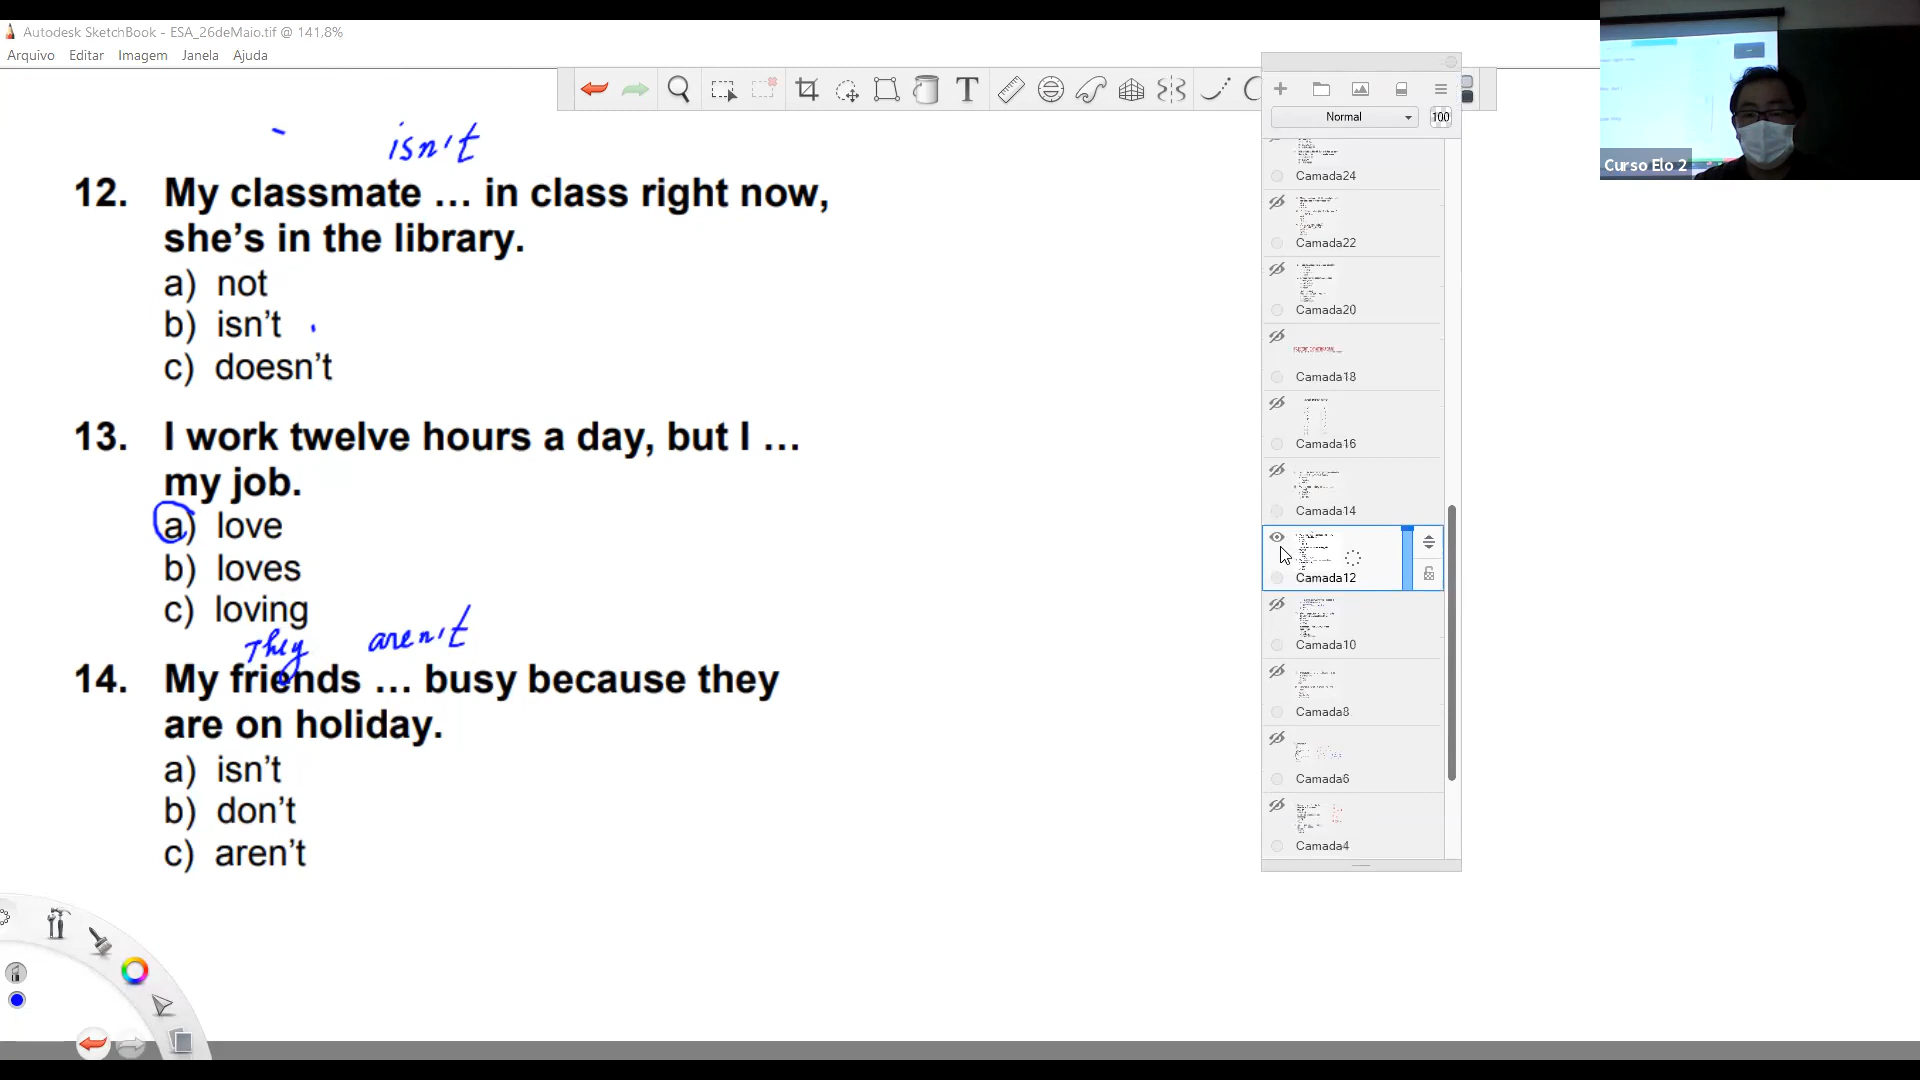 Autodesk SketchBook - ESA_26deMaio.tif @ 141,8%
Arquivo Editar Imagem Janela Ajuda
T
Normal 100
Curso Elo 2
isn't
12. My classmate … in class right now,
she’s in the library.
a) not
b) isn’t
c) doesn’t
13. I work twelve hours a day, but I …
my job.
a) love
b) loves
c) loving
They aren't
14. My friends … busy because they
are on holiday.
a) isn’t
b) don’t
c) aren’t
Camada24
Camada22
Camada20
Camada18
Camada16
Camada14
Camada12
Camada10
Camada8
Camada6
Camada4